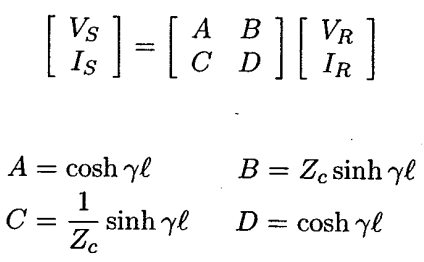 [ V_S I_S ] = [ A B C D ] [ V_R I_R ]
A = cosh γℓ B = Z_c sinh γℓ
C = 1/Z_c sinh γℓ D = cosh γℓ